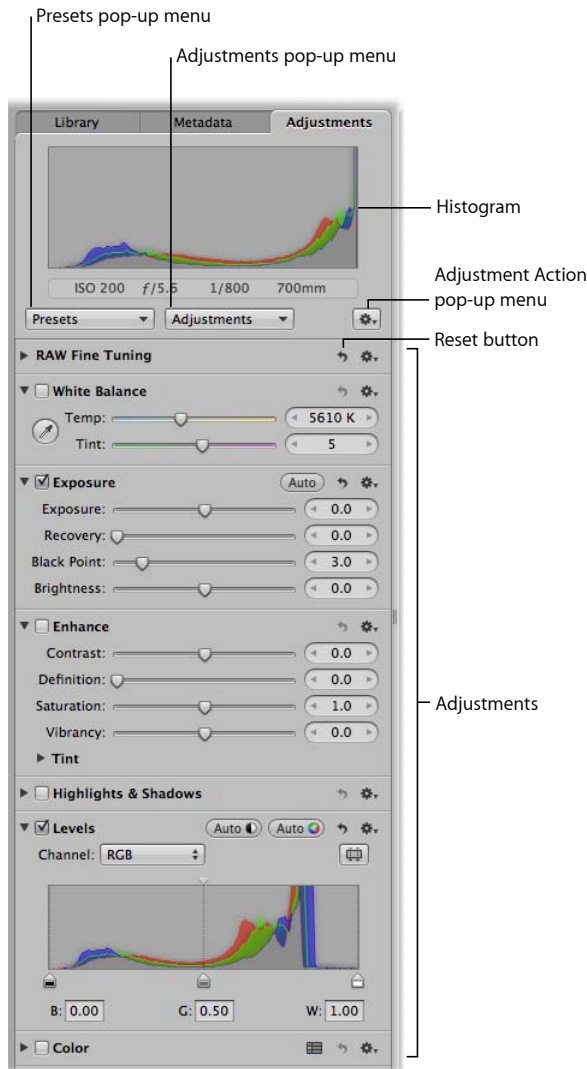 Presets pop-up menu
Adjustments pop-up menu
Library Metadata Adjustments
Histogram
ISO 200 f/5.6 1/800 700mm
Adjustment Action
pop-up menu
Presets Adjustments
Reset button
RAW Fine Tuning
White Balance
Temp: 5610 K
Tint: 5
Exposure Auto
Exposure: 0.0
Recovery: 0.0
Black Point: 3.0
Brightness: 0.0
Enhance
Contrast: 0.0
Definition: 0.0
Saturation: 1.0
Vibrancy: 0.0
Tint
Adjustments
Highlights & Shadows
Levels Auto Auto
Channel: RGB
B: 0.00 G: 0.50 W: 1.00
Color